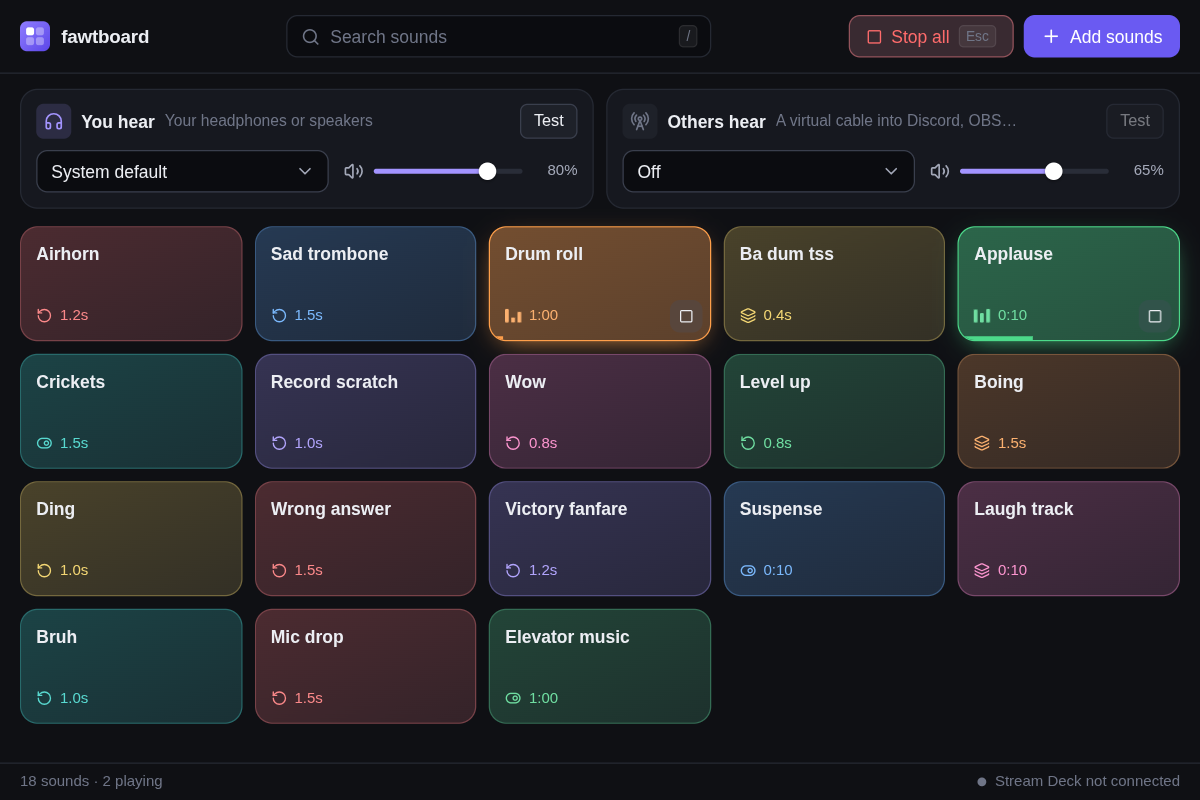 fawtboard
Search sounds
/
Stop all Esc
Add sounds
You hear Your headphones or speakers
Test
System default
80%
Others hear A virtual cable into Discord, OBS…
Test
Off
65%
Airhorn
1.2s
Sad trombone
1.5s
Drum roll
1:00
Ba dum tss
0.4s
Applause
0:10
Crickets
1.5s
Record scratch
1.0s
Wow
0.8s
Level up
0.8s
Boing
1.5s
Ding
1.0s
Wrong answer
1.5s
Victory fanfare
1.2s
Suspense
0:10
Laugh track
0:10
Bruh
1.0s
Mic drop
1.5s
Elevator music
1:00
18 sounds · 2 playing
Stream Deck not connected